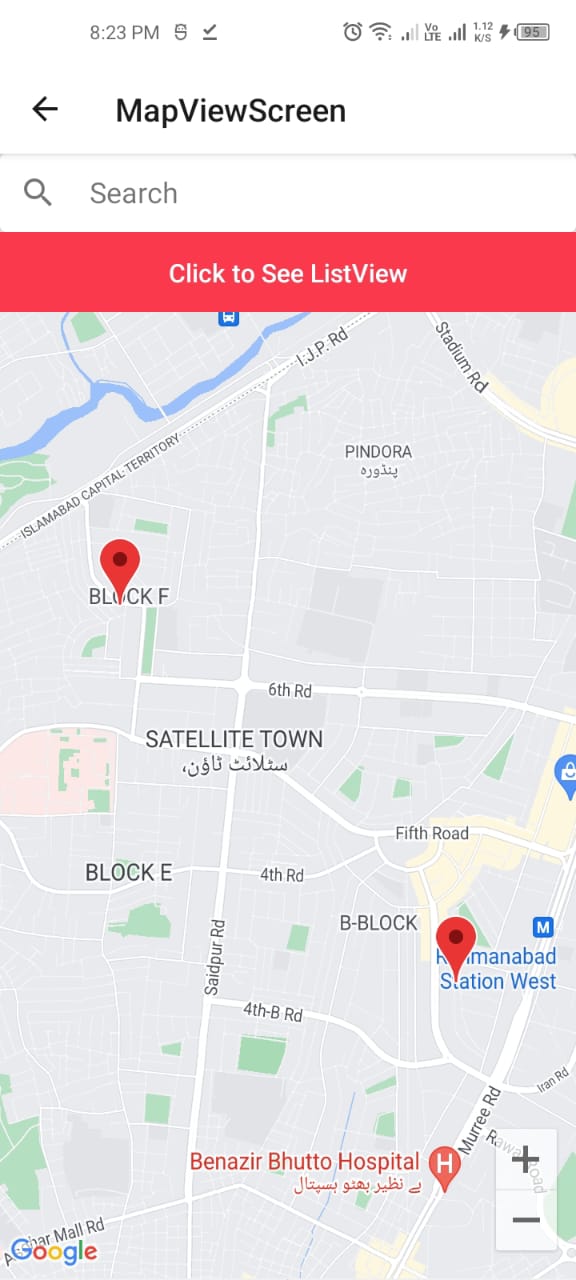 8:23 PM
Vo
LTE
1.12
K/S
95
MapViewScreen
Search
Click to See ListView
I.J.P. Rd
Stadium Rd
PINDORA
پنڈورہ
ISLAMABAD CAPITAL TERRITORY
BLOCK F
6th Rd
SATELLITE TOWN
سٹلائٹ ٹاؤن،
Fifth Road
BLOCK E
4th Rd
B-BLOCK
M
Saidpur Rd
manabad
Station West
4th-B Rd
Iran Rd
Murree Rd
Benazir Bhutto Hospital
H
بے نظیر بھٹو ہسپتال
Road
+
−
Mall Rd
Google